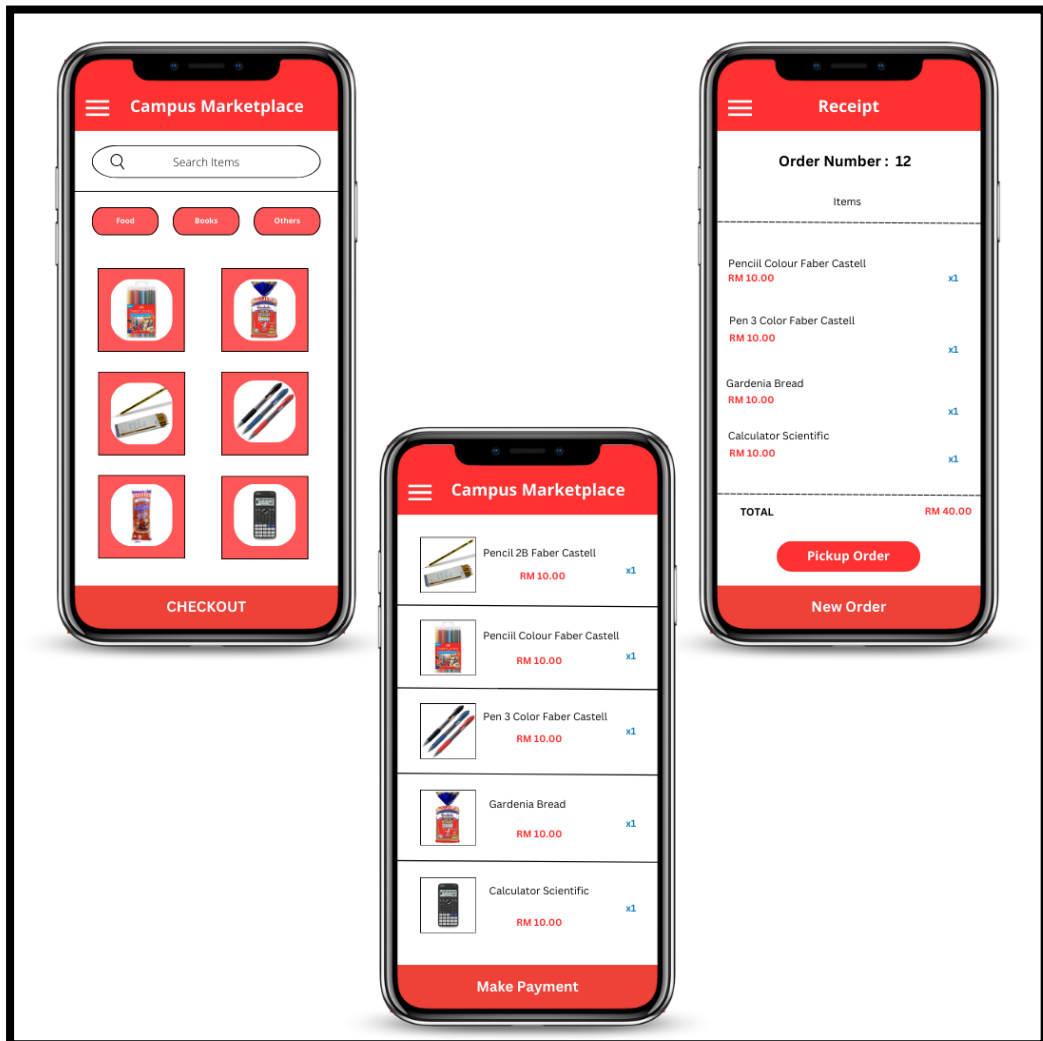 Campus Marketplace
Search Items
Food Books Others
CHECKOUT
Campus Marketplace
Pencil 2B Faber Castell
RM 10.00 x1
Penciil Colour Faber Castell
RM 10.00 x1
Pen 3 Color Faber Castell
RM 10.00 x1
Gardenia Bread
RM 10.00 x1
Calculator Scientific
RM 10.00 x1
Make Payment
Receipt
Order Number : 12
Items
Penciil Colour Faber Castell
RM 10.00 x1
Pen 3 Color Faber Castell
RM 10.00
x1
Gardenia Bread
RM 10.00
x1
Calculator Scientific
RM 10.00
x1
TOTAL RM 40.00
Pickup Order
New Order